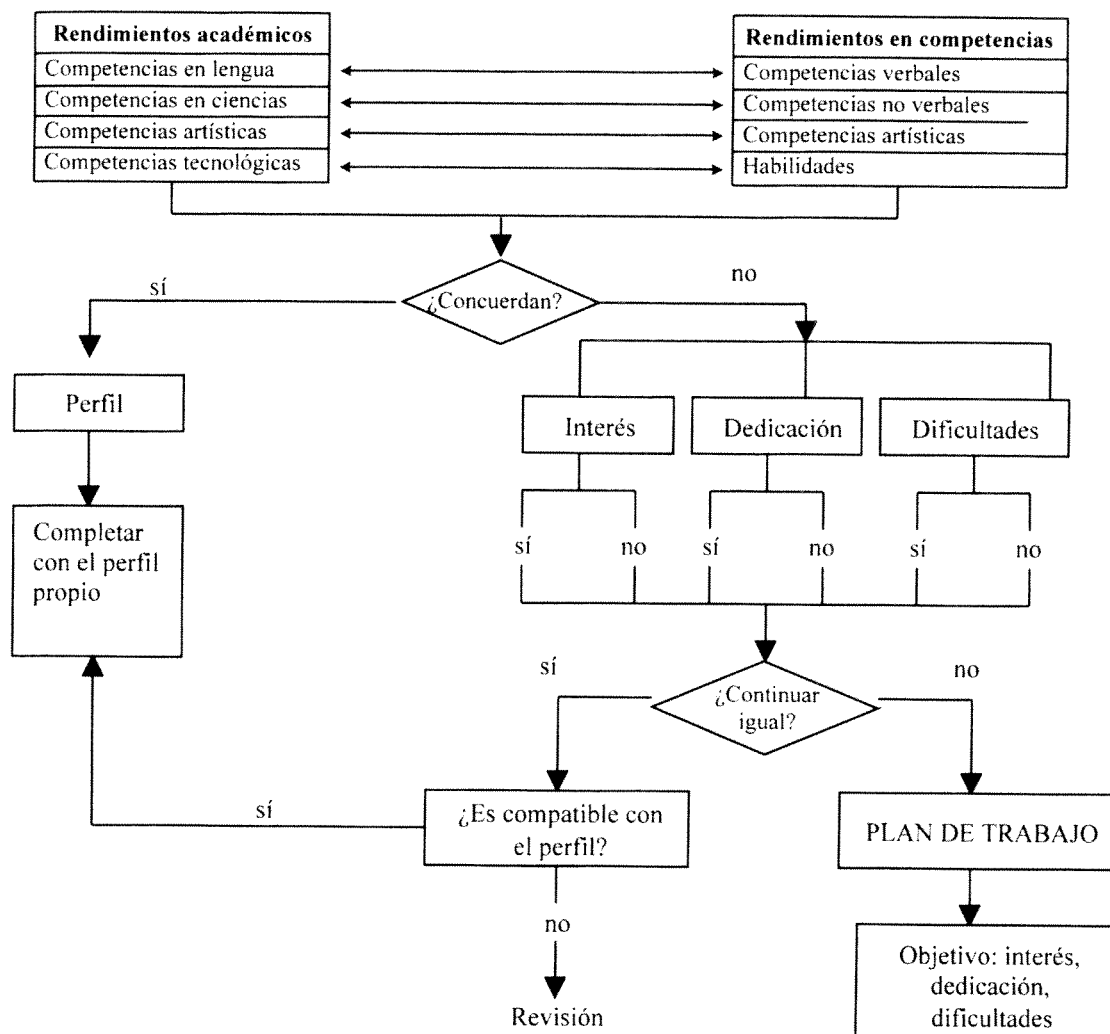 Rendimientos académicos
Competencias en lengua
Competencias en ciencias
Competencias artísticas
Competencias tecnológicas
Rendimientos en competencias
Competencias verbales
Competencias no verbales
Competencias artísticas
Habilidades
¿Concuerdan?
sí
no
Perfil
Completar
con el perfil
propio
Interés
Dedicación
Dificultades
sí
no
sí
no
sí
no
¿Continuar
igual?
sí
no
¿Es compatible con
el perfil?
sí
no
Revisión
PLAN DE TRABAJO
Objetivo: interés,
dedicación,
dificultades